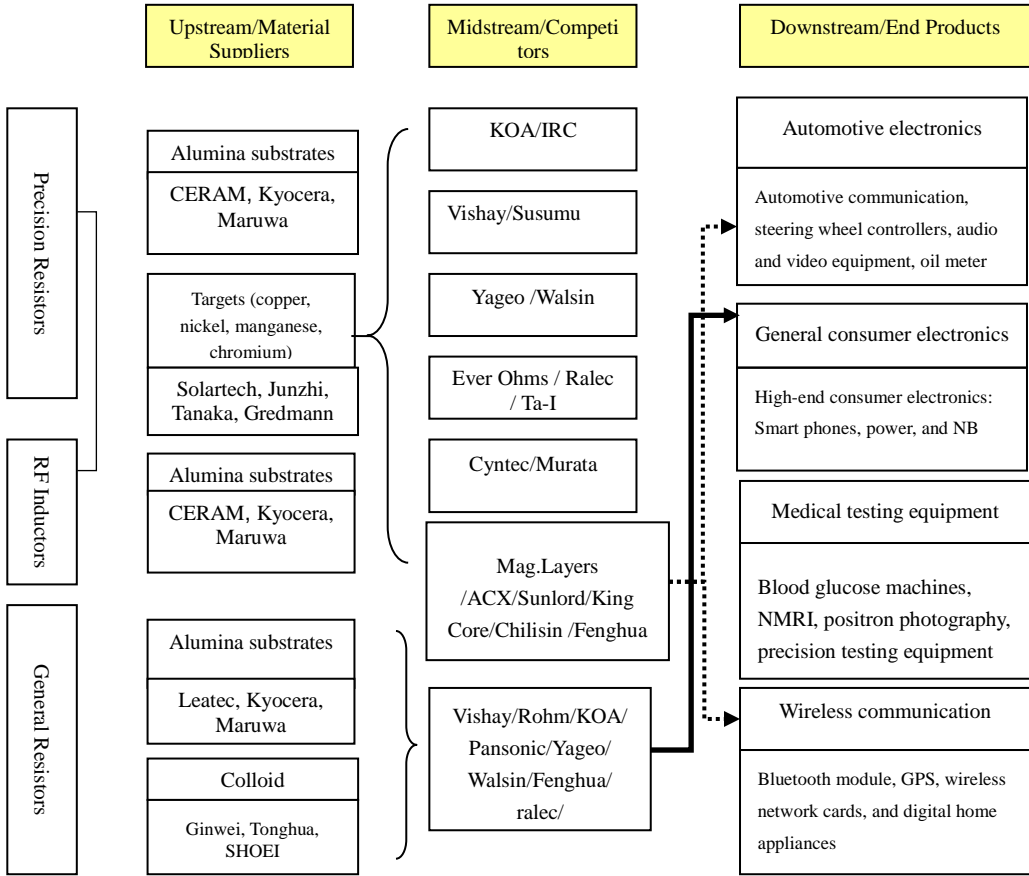 Upstream/Material
Suppliers
Midstream/Competi
tors
Downstream/End Products
Precision Resistors
RF Inductors
General Resistors
Alumina substrates
CERAM, Kyocera,
Maruwa
Targets (copper,
nickel, manganese,
chromium)
Solartech, Junzhi,
Tanaka, Gredmann
Alumina substrates
CERAM, Kyocera,
Maruwa
Alumina substrates
Leatec, Kyocera,
Maruwa
Colloid
Ginwei, Tonghua,
SHOEI
KOA/IRC
Vishay/Susumu
Yageo /Walsin
Ever Ohms / Ralec
/ Ta-I
Cyntec/Murata
Mag.Layers
/ACX/Sunlord/King
Core/Chilisin /Fenghua
Vishay/Rohm/KOA/
Pansonic/Yageo/
Walsin/Fenghua/
ralec/
Automotive electronics
Automotive communication,
steering wheel controllers, audio
and video equipment, oil meter
General consumer electronics
High-end consumer electronics:
Smart phones, power, and NB
Medical testing equipment
Blood glucose machines,
NMRI, positron photography,
precision testing equipment
Wireless communication
Bluetooth module, GPS, wireless
network cards, and digital home
appliances